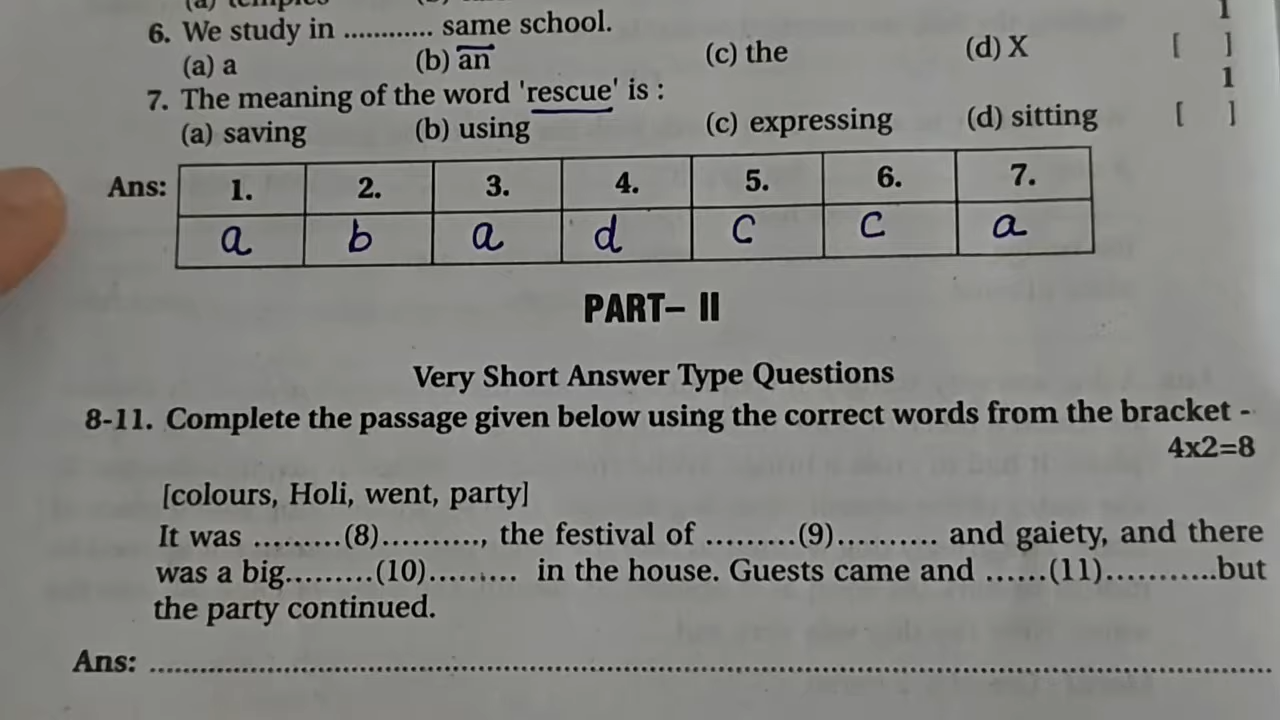 6. We study in ............ same school. 1
(a) a (b) an (c) the (d) X [ ]
7. The meaning of the word 'rescue' is : 1
(a) saving (b) using (c) expressing (d) sitting [ ]
Ans: 1. 2. 3. 4. 5. 6. 7.
a b a d c c a
PART– II
Very Short Answer Type Questions
8-11. Complete the passage given below using the correct words from the bracket -
4x2=8
[colours, Holi, went, party]
It was .........(8).........., the festival of .........(9).......... and gaiety, and there
was a big.........(10)......... in the house. Guests came and ......(11)...........but
the party continued.
Ans: ................................................................................